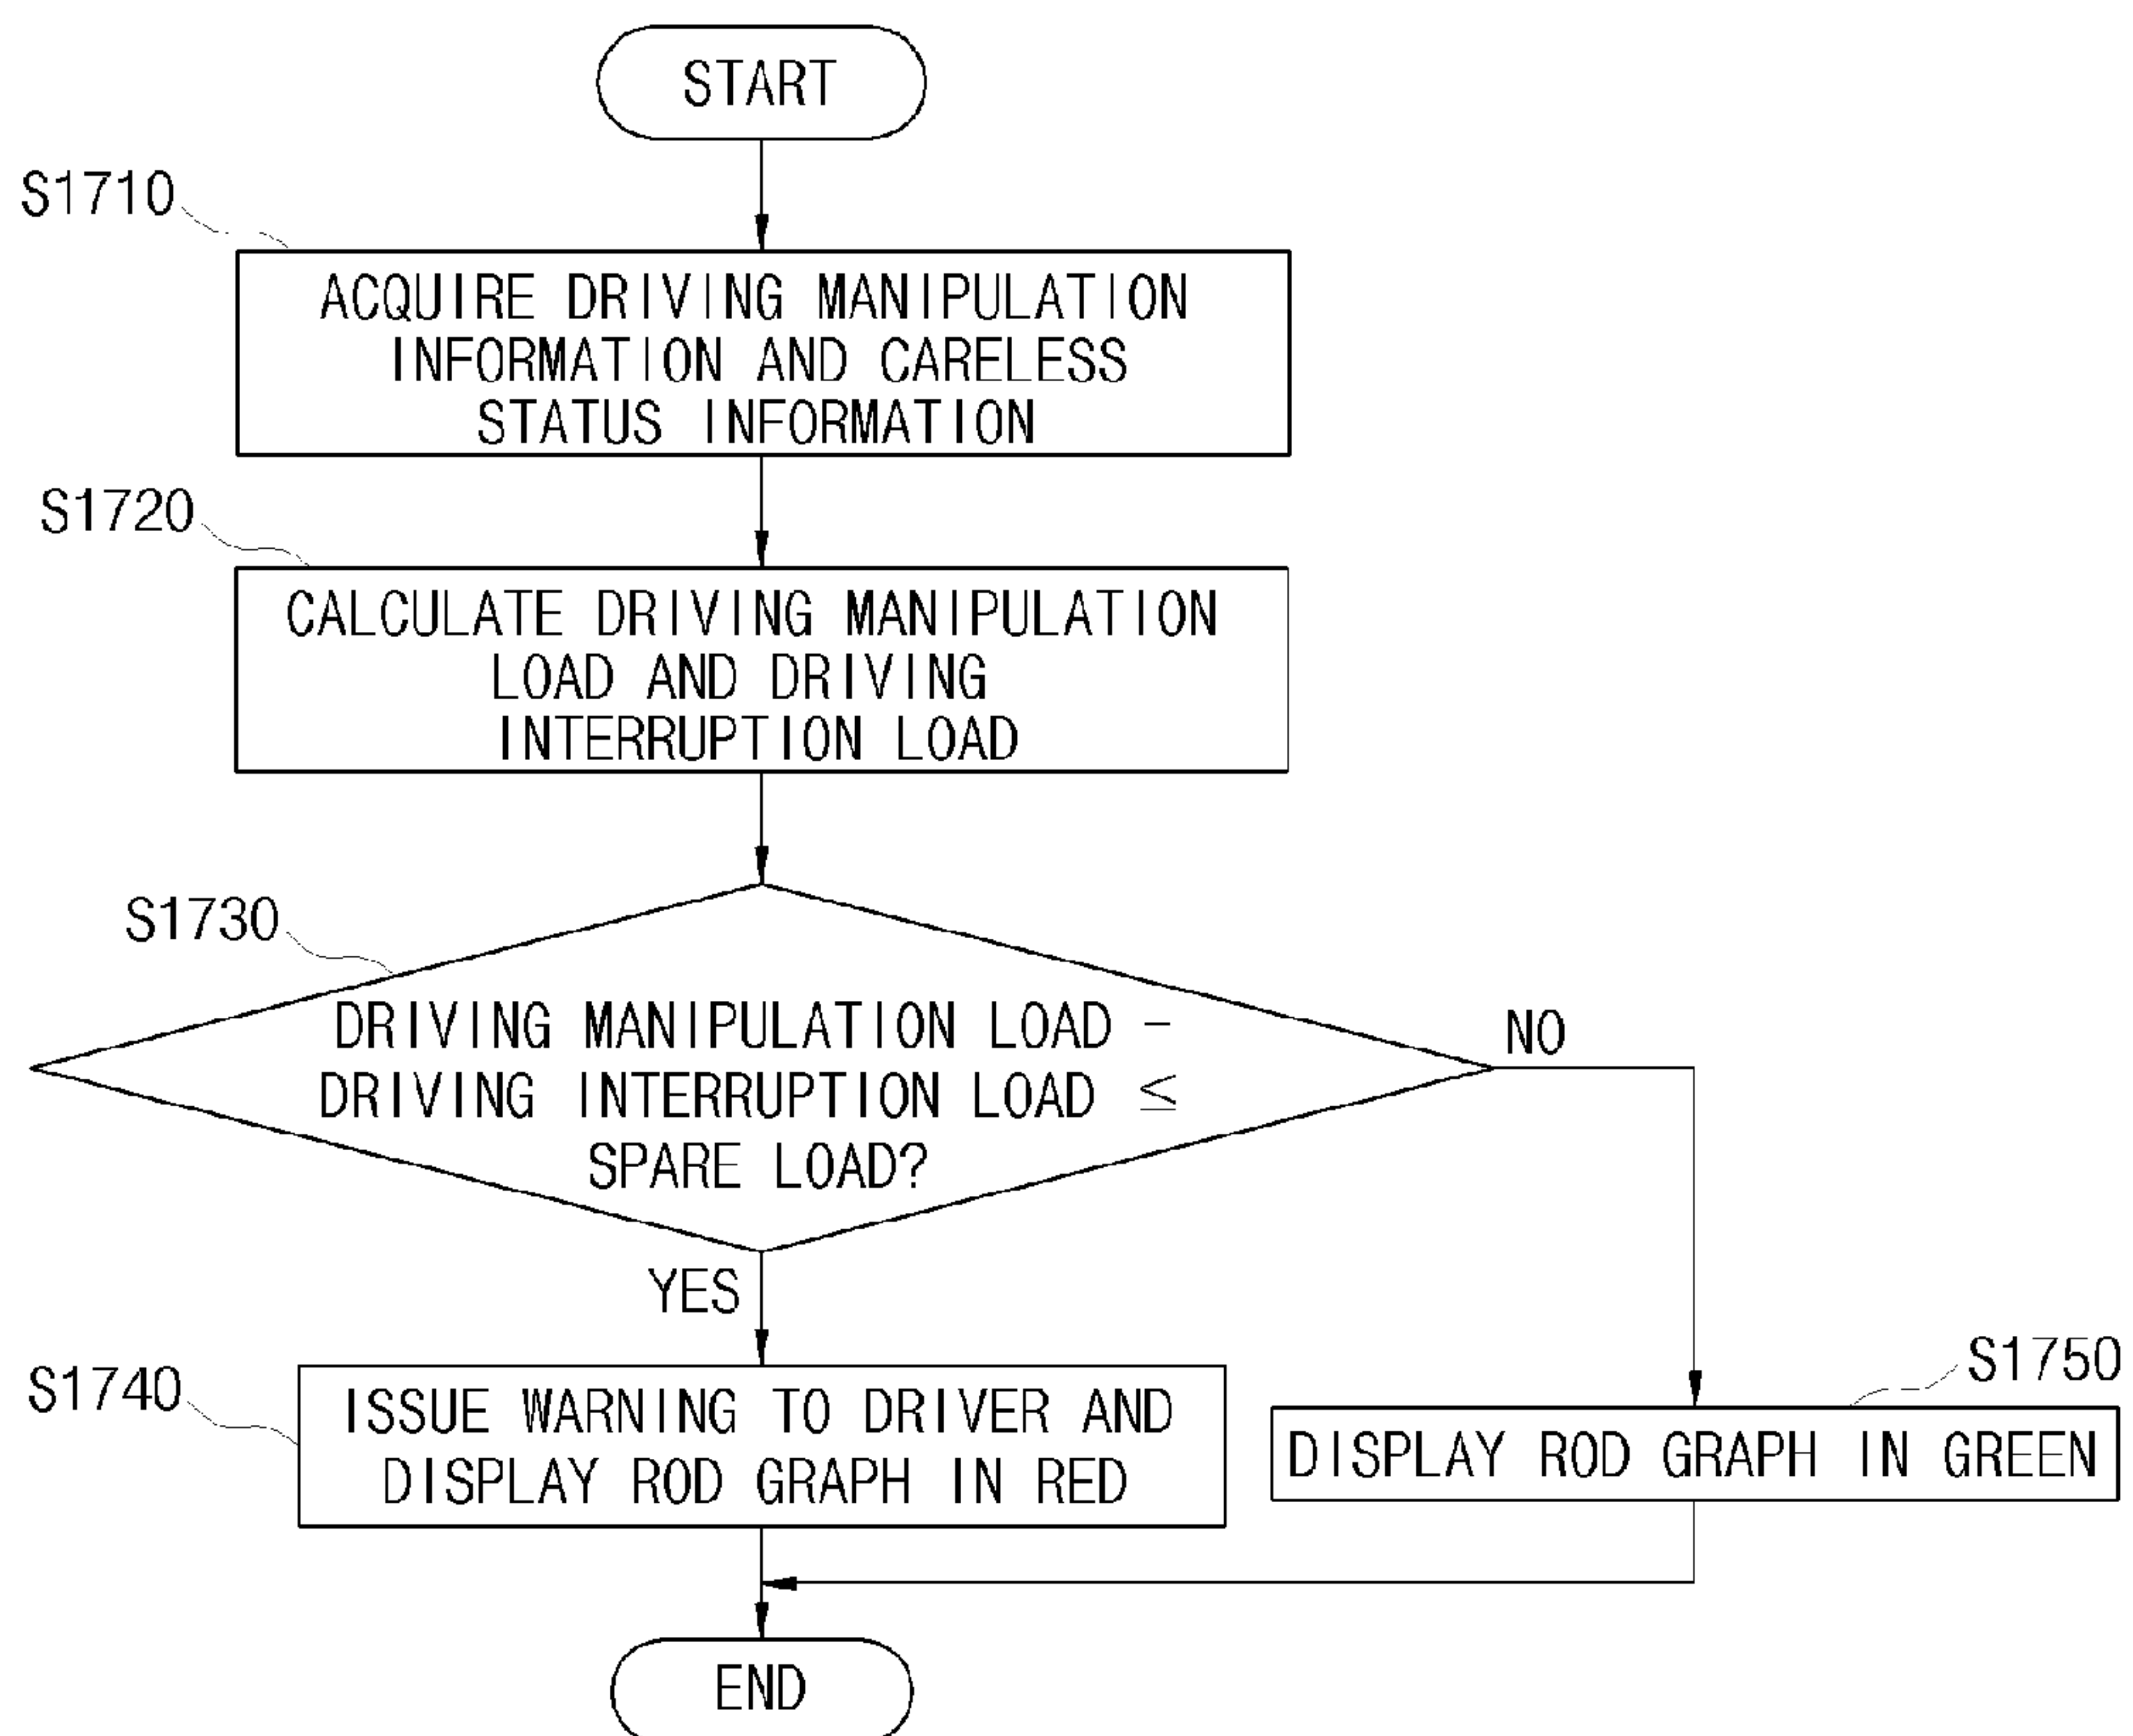 START
S1710
ACQUIRE DRIVING MANIPULATION
INFORMATION AND CARELESS
STATUS INFORMATION
S1720
CALCULATE DRIVING MANIPULATION
LOAD AND DRIVING
INTERRUPTION LOAD
S1730
DRIVING MANIPULATION LOAD -
DRIVING INTERRUPTION LOAD ≤
SPARE LOAD?
NO
YES
S1740
ISSUE WARNING TO DRIVER AND
DISPLAY ROD GRAPH IN RED
S1750
DISPLAY ROD GRAPH IN GREEN
END